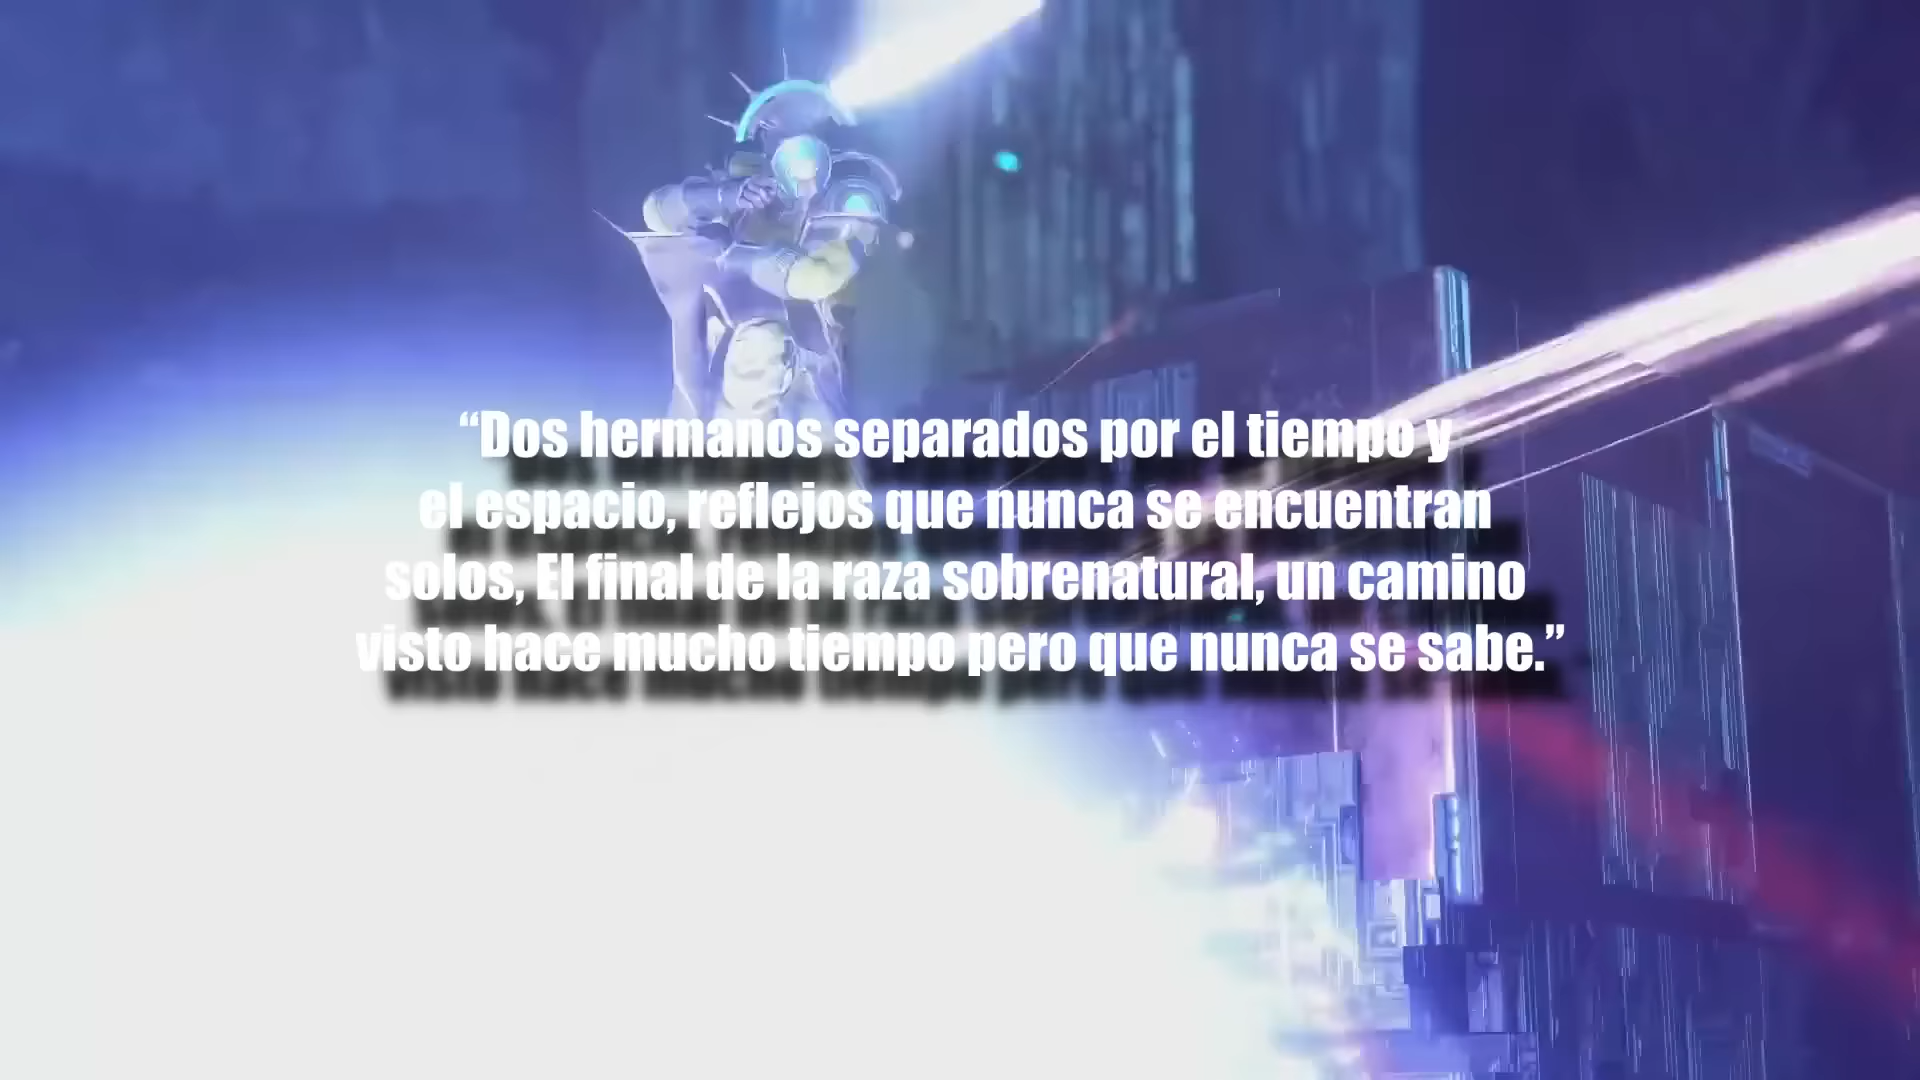 “Dos hermanos separados por el tiempo y
el espacio, reflejos que nunca se encuentran
solos, El final de la raza sobrenatural, un camino
visto hace mucho tiempo pero que nunca se sabe.”